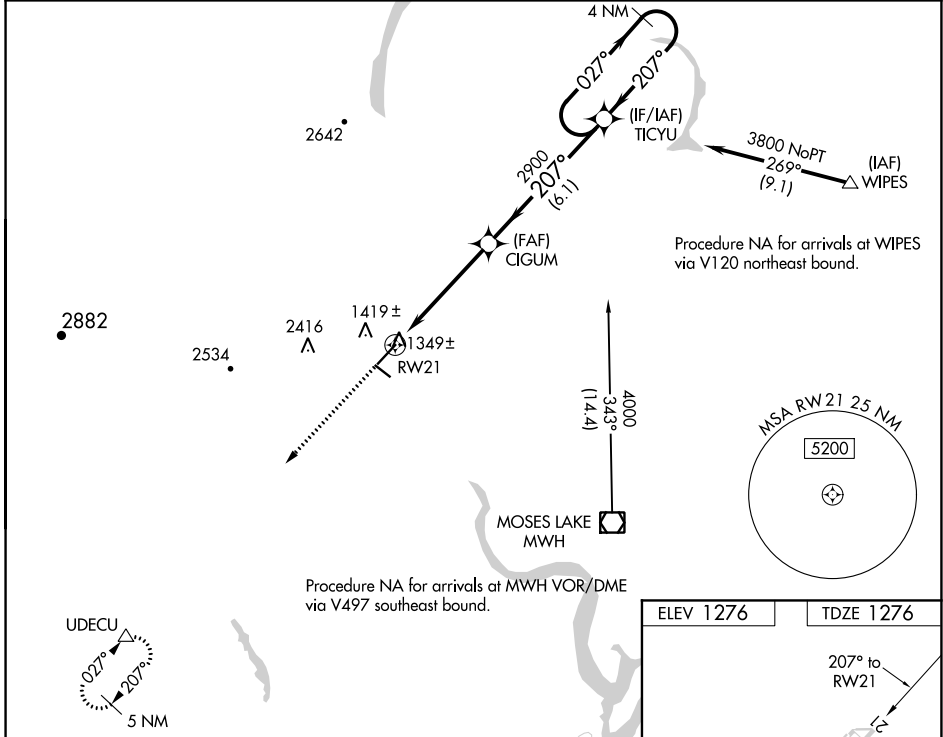 4 NM
027°
207°
(IF/IAF)
TICYU
2642
3800 NoPT
269°
(9.1)
(IAF)
WIPES
2900
207°
(6.1)
(FAF)
CIGUM
Procedure NA for arrivals at WIPES
via V120 northeast bound.
2882
2416
1419±
1349±
2534
RW21
4000
343°
(14.4)
MSA RW21 25 NM
5200
MOSES LAKE
MWH
Procedure NA for arrivals at MWH VOR/DME
via V497 southeast bound.
UDECU
027°
207°
5 NM
ELEV 1276
TDZE 1276
207° to
RW21
21